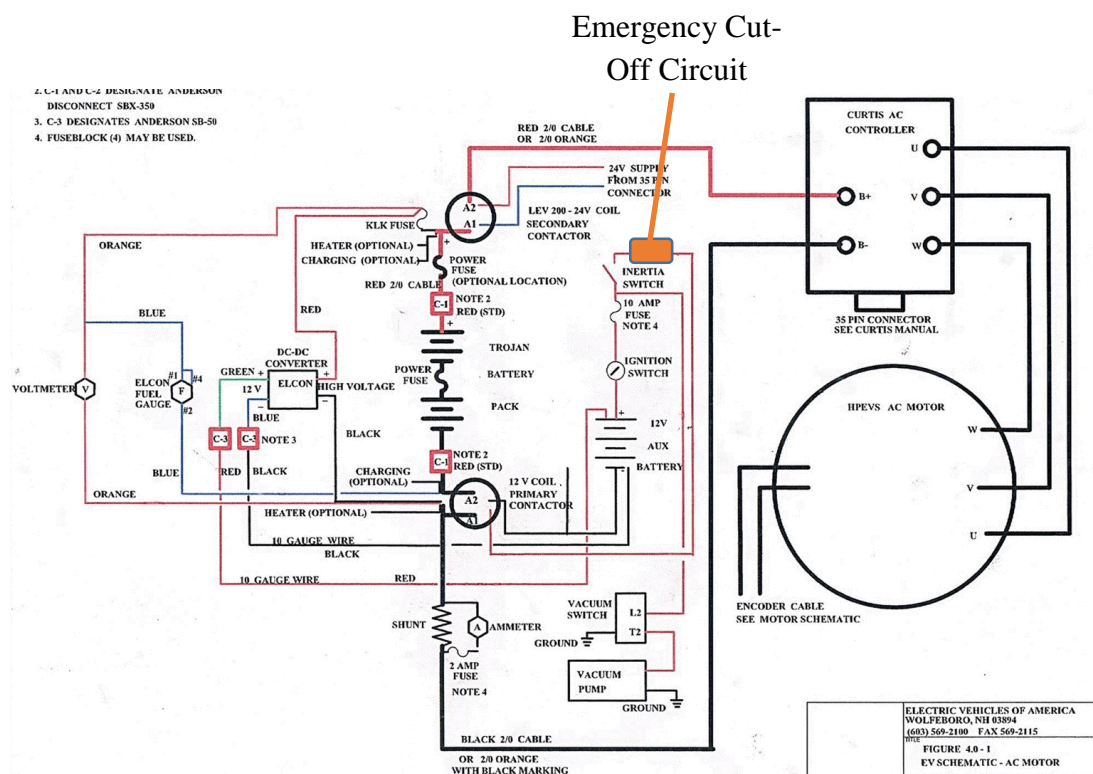 Emergency Cut-
Off Circuit
2. C-1 AND C-2 DESIGNATE ANDERSON
DISCONNECT SBX-350
3. C-3 DESIGNATES ANDERSON SB-50
4. FUSEBLOCK (4) MAY BE USED.
RED 2/0 CABLE
OR 2/0 ORANGE
CURTIS AC
CONTROLLER
U
V
W
B+
B-
35 PIN CONNECTOR
SEE CURTIS MANUAL
24V SUPPLY
FROM 35 PIN
CONNECTOR
A2
A1
LEV 200 - 24V COIL
SECONDARY
CONTACTOR
KLK FUSE
+
ORANGE
HEATER (OPTIONAL)
CHARGING (OPTIONAL)
POWER
FUSE
(OPTIONAL LOCATION)
RED 2/0 CABLE
C-1
NOTE 2
RED (STD)
+
INERTIA
SWITCH
10 AMP
FUSE
NOTE 4
IGNITION
SWITCH
RED
BLUE
TROJAN
BATTERY
PACK
POWER
FUSE
DC-DC
CONVERTER
GREEN
+
ELCON
+
HIGH VOLTAGE
12 V
-
-
BLUE
VOLTMETER
V
ELCON
FUEL
GAUGE
#1
#4
F
#2
C-3
C-3
NOTE 3
RED
BLACK
BLACK
BLUE
ORANGE
C-1
NOTE 2
RED (STD)
CHARGING
(OPTIONAL)
+
12V
AUX
BATTERY
-
12 V COIL
PRIMARY
CONTACTOR
A2
A1
HEATER (OPTIONAL)
10 GAUGE WIRE
BLACK
10 GAUGE WIRE
RED
HPEVS AC MOTOR
W
V
U
ENCODER CABLE
SEE MOTOR SCHEMATIC
SHUNT
A
AMMETER
2 AMP
FUSE
NOTE 4
VACUUM
SWITCH
L2
T2
GROUND
VACUUM
PUMP
GROUND
BLACK 2/0 CABLE
OR 2/0 ORANGE
WITH BLACK MARKING
ELECTRIC VEHICLES OF AMERICA
WOLFEBORO, NH 03894
(603) 569-2100 FAX 569-2115
TITLE
FIGURE 4.0 - 1
EV SCHEMATIC - AC MOTOR